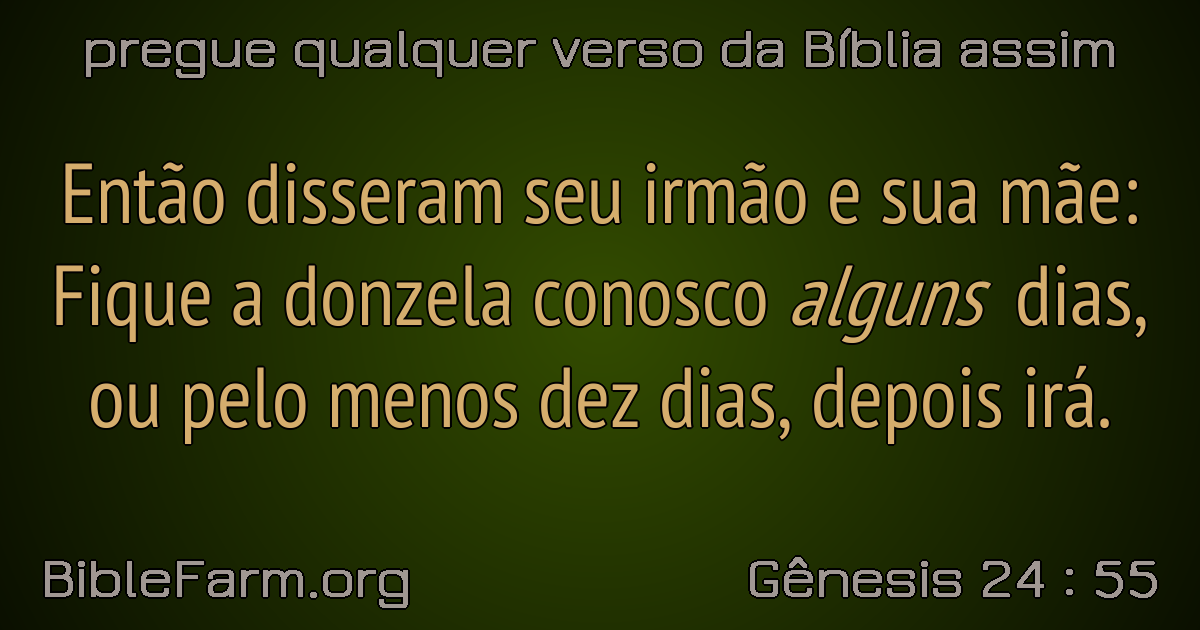 pregue qualquer verso da Bíblia assim
Então disseram seu irmão e sua mãe:
Fique a donzela conosco alguns dias,
ou pelo menos dez dias, depois irá.
BibleFarm.org
Gênesis 24 : 55